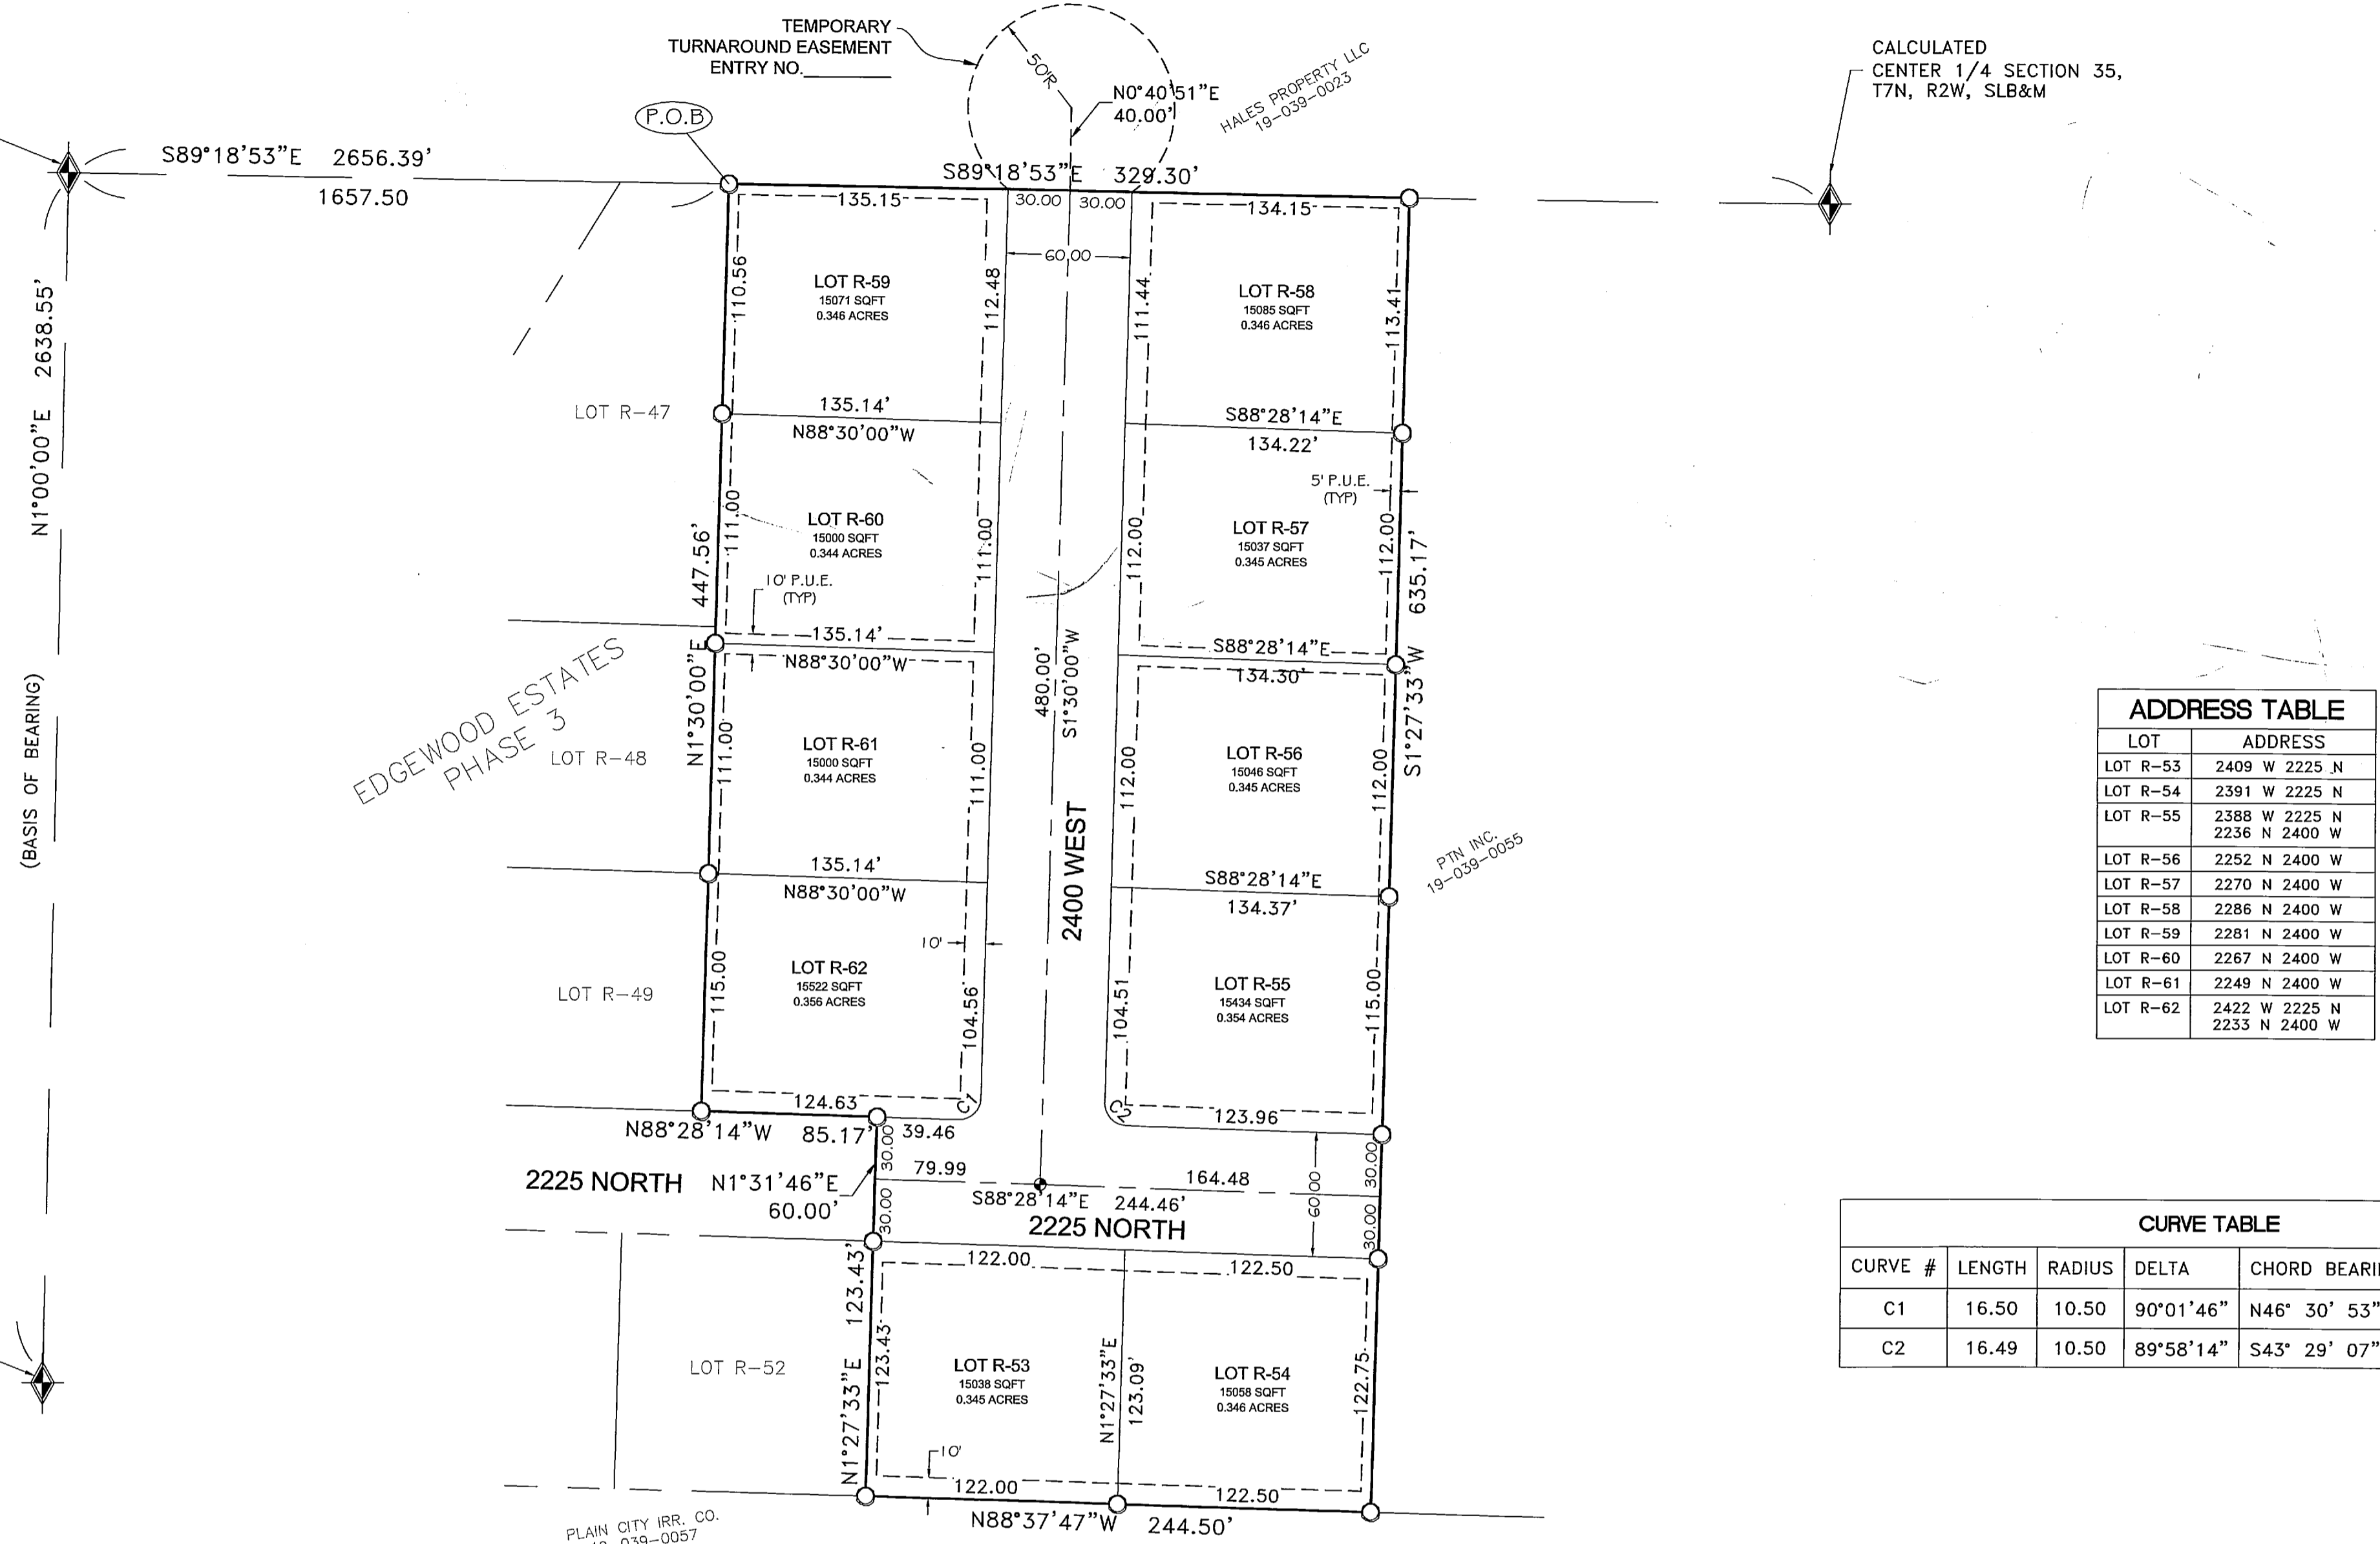 TEMPORARY
TURNAROUND EASEMENT
ENTRY NO.
50'R
N0°40'51"E
40.00'
HALES PROPERTY LLC
19-039-0023
CALCULATED
CENTER 1/4 SECTION 35,
T7N, R2W, SLB&M
P.O.B
S89°18'53"E 2656.39'
1657.50
S89°18'53"E 329.30'
135.15
30.00
30.00
134.15
60.00
N1°00'00"E 2638.55'
(BASIS OF BEARING)
110.56
LOT R-59
15071 SQFT
0.346 ACRES
112.48
111.44
LOT R-58
15085 SQFT
0.346 ACRES
113.41
LOT R-47
135.14'
N88°30'00"W
S88°28'14"E
134.22'
5' P.U.E.
(TYP)
447.56'
N1°30'00"E
111.00
LOT R-60
15000 SQFT
0.344 ACRES
111.00
10' P.U.E.
(TYP)
112.00
LOT R-57
15037 SQFT
0.345 ACRES
112.00
635.17'
S1°27'33"W
135.14'
N88°30'00"W
S88°28'14"E
134.30'
480.00'
S1°30'00"W
2400 WEST
EDGEWOOD ESTATES
PHASE 3
LOT R-48
111.00
LOT R-61
15000 SQFT
0.344 ACRES
111.00
112.00
LOT R-56
15046 SQFT
0.345 ACRES
112.00
PTN INC.
19-039-0055
135.14'
N88°30'00"W
S88°28'14"E
134.37'
10'
LOT R-49
115.00
LOT R-62
15522 SQFT
0.356 ACRES
104.56
104.51
LOT R-55
15434 SQFT
0.354 ACRES
115.00
124.63
C1
C2
123.96
N88°28'14"W 85.17'
39.46
30.00
30.00
79.99
164.48
S88°28'14"E 244.46'
60.00
30.00
30.00
2225 NORTH
N1°31'46"E
60.00'
2225 NORTH
122.00
122.50
123.43'
N1°27'33"E
123.43
LOT R-52
LOT R-53
15038 SQFT
0.345 ACRES
N1°27'33"E
123.09'
LOT R-54
15058 SQFT
0.346 ACRES
122.75
10'
122.00
122.50
N88°37'47"W 244.50'
PLAIN CITY IRR. CO.
039-0057
ADDRESS TABLE
LOT ADDRESS
LOT R-53 2409 W 2225 N
LOT R-54 2391 W 2225 N
LOT R-55 2388 W 2225 N
2236 N 2400 W
LOT R-56 2252 N 2400 W
LOT R-57 2270 N 2400 W
LOT R-58 2286 N 2400 W
LOT R-59 2281 N 2400 W
LOT R-60 2267 N 2400 W
LOT R-61 2249 N 2400 W
LOT R-62 2422 W 2225 N
2233 N 2400 W
CURVE TABLE
CURVE # LENGTH RADIUS DELTA CHORD BEARI
C1 16.50 10.50 90°01'46" N46° 30' 53"
C2 16.49 10.50 89°58'14" S43° 29' 07"